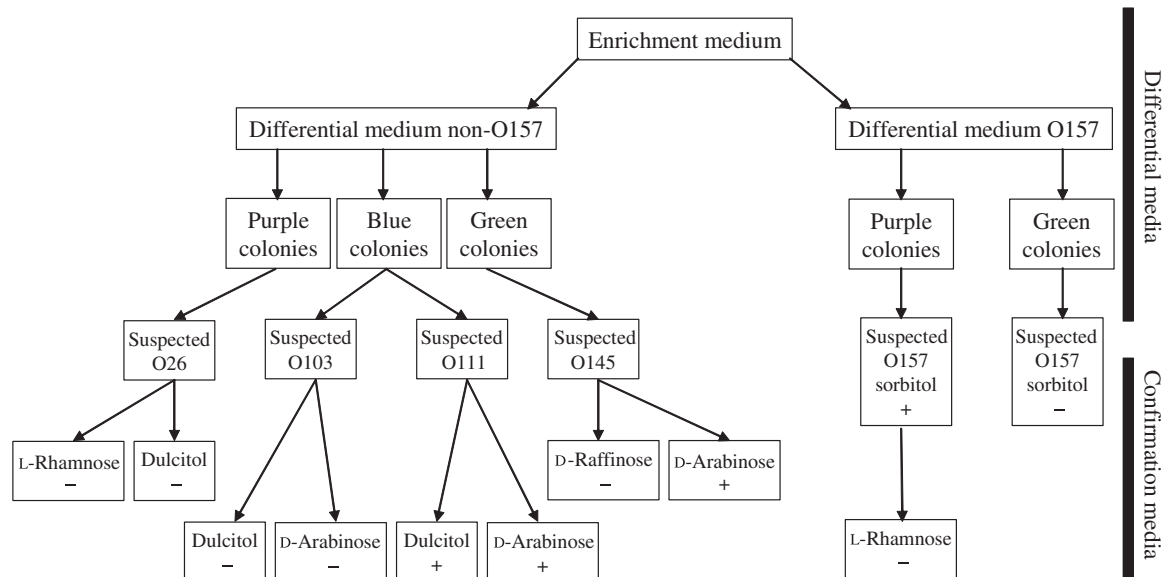 Enrichment medium
Differential medium non-O157
Differential medium O157
Purple
colonies
Blue
colonies
Green
colonies
Purple
colonies
Green
colonies
Suspected
O26
Suspected
O103
Suspected
O111
Suspected
O145
Suspected
O157
sorbitol
+
Suspected
O157
sorbitol
−
L-Rhamnose
−
Dulcitol
−
D-Raffinose
−
D-Arabinose
+
Dulcitol
−
D-Arabinose
−
Dulcitol
+
D-Arabinose
+
L-Rhamnose
−
Differential media
Confirmation media